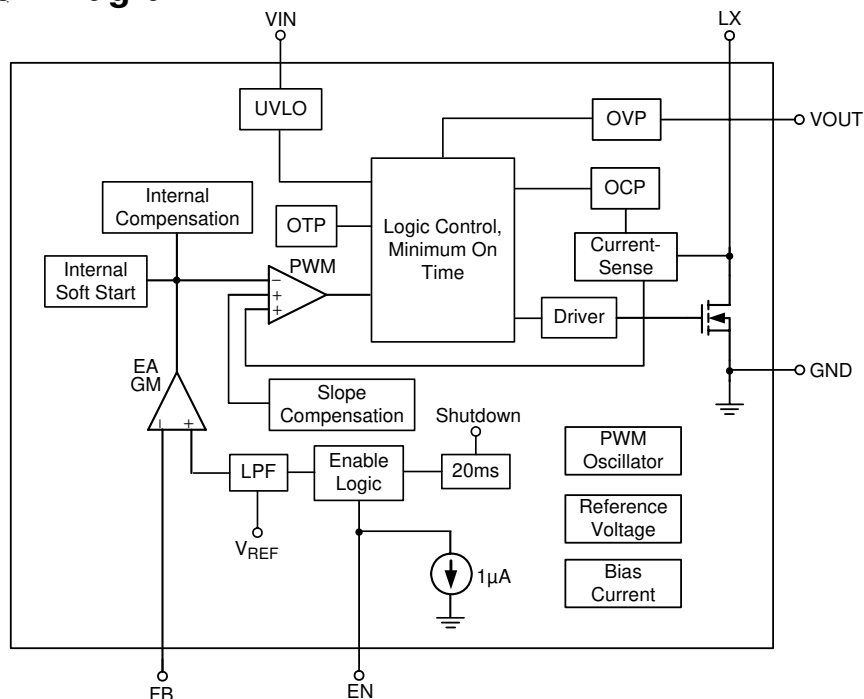 VIN
LX
UVLO
OVP
VOUT
Internal
Compensation
OTP
Logic Control,
Minimum On
Time
OCP
Internal
Soft Start
PWM
Current-
Sense
−
+
+
Driver
EA
GM
GND
Slope
Compensation
− +
Shutdown
LPF
Enable
Logic
20ms
PWM
Oscillator
VREF
Reference
Voltage
1µA
Bias
Current
FB
EN